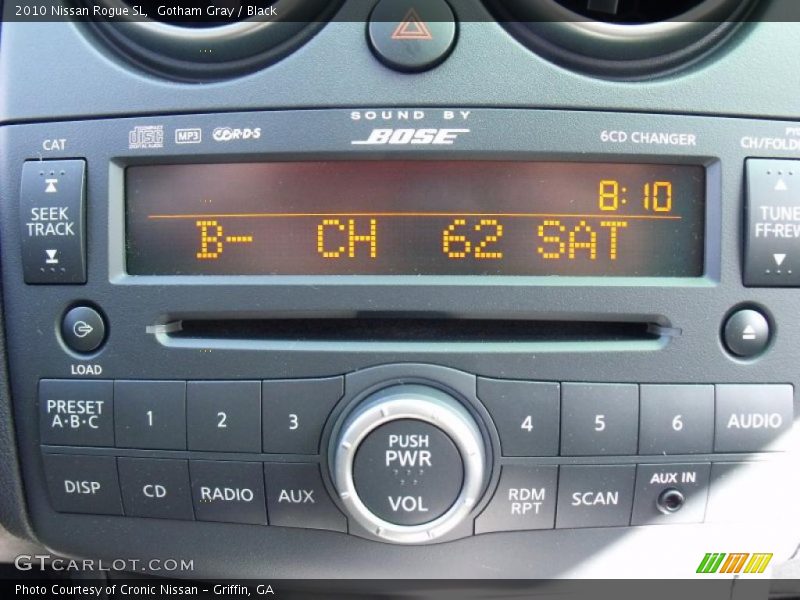 2010 Nissan Rogue SL, Gotham Gray / Black
SOUND BY
BOSE
CAT
disc
MP3
R·D·S
6CD CHANGER
CH/FOLD
8:10
B- CH 62 SAT
SEEK
TRACK
TUNE
FF·REW
LOAD
PRESET
A·B·C
1
2
3
4
5
6
AUDIO
PUSH
PWR
VOL
DISP
CD
RADIO
AUX
RDM
RPT
SCAN
AUX IN
GTCARLOT.COM
Photo Courtesy of Cronic Nissan – Griffin, GA